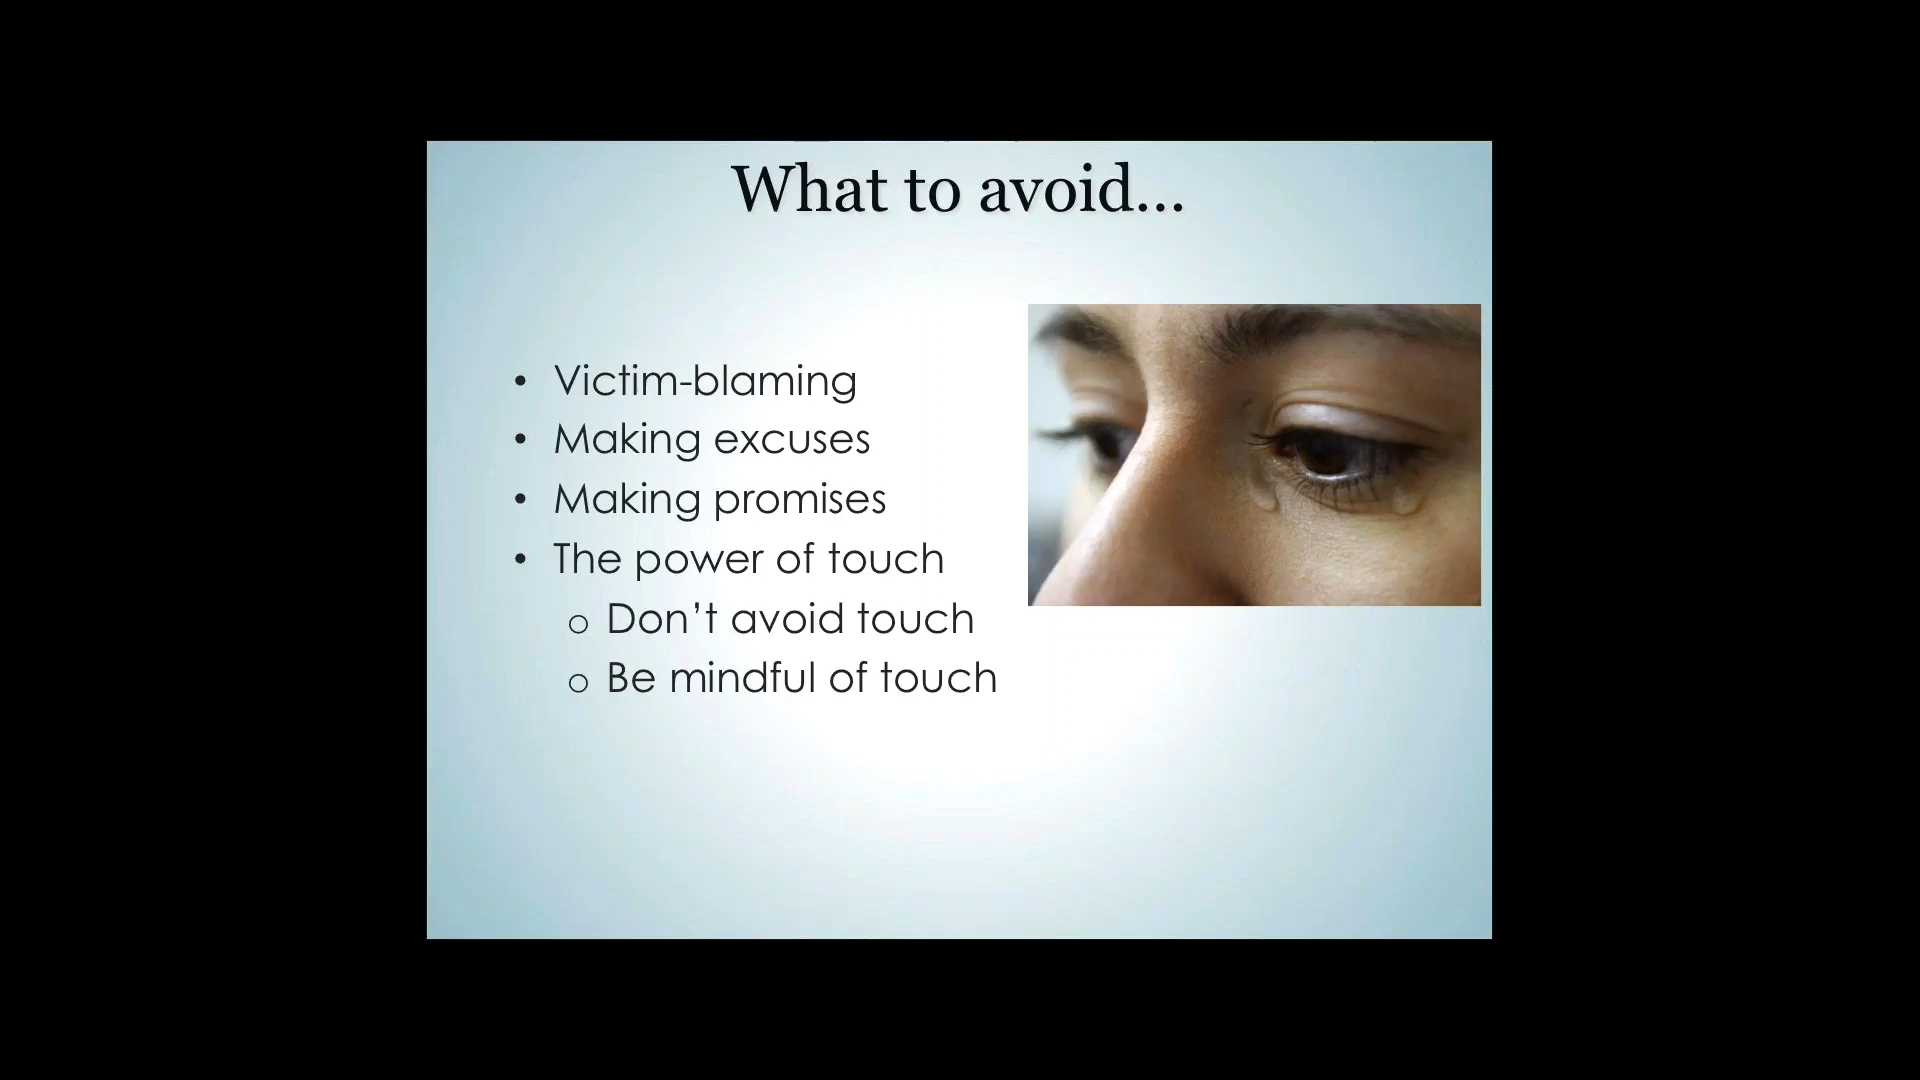 What to avoid...
• Victim-blaming
• Making excuses
• Making promises
• The power of touch
o Don’t avoid touch
o Be mindful of touch